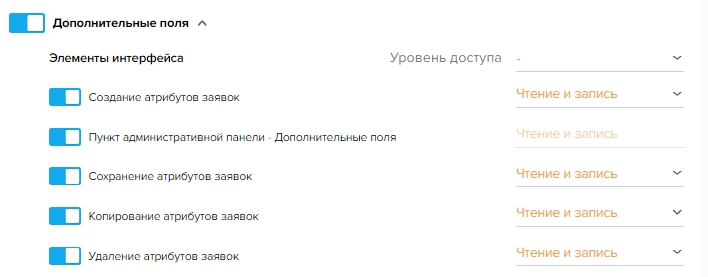 Дополнительные поля
Элементы интерфейса Уровень доступа -
Создание атрибутов заявок Чтение и запись
Пункт административной панели - Дополнительные поля Чтение и запись
Сохранение атрибутов заявок Чтение и запись
Копирование атрибутов заявок Чтение и запись
Удаление атрибутов заявок Чтение и запись